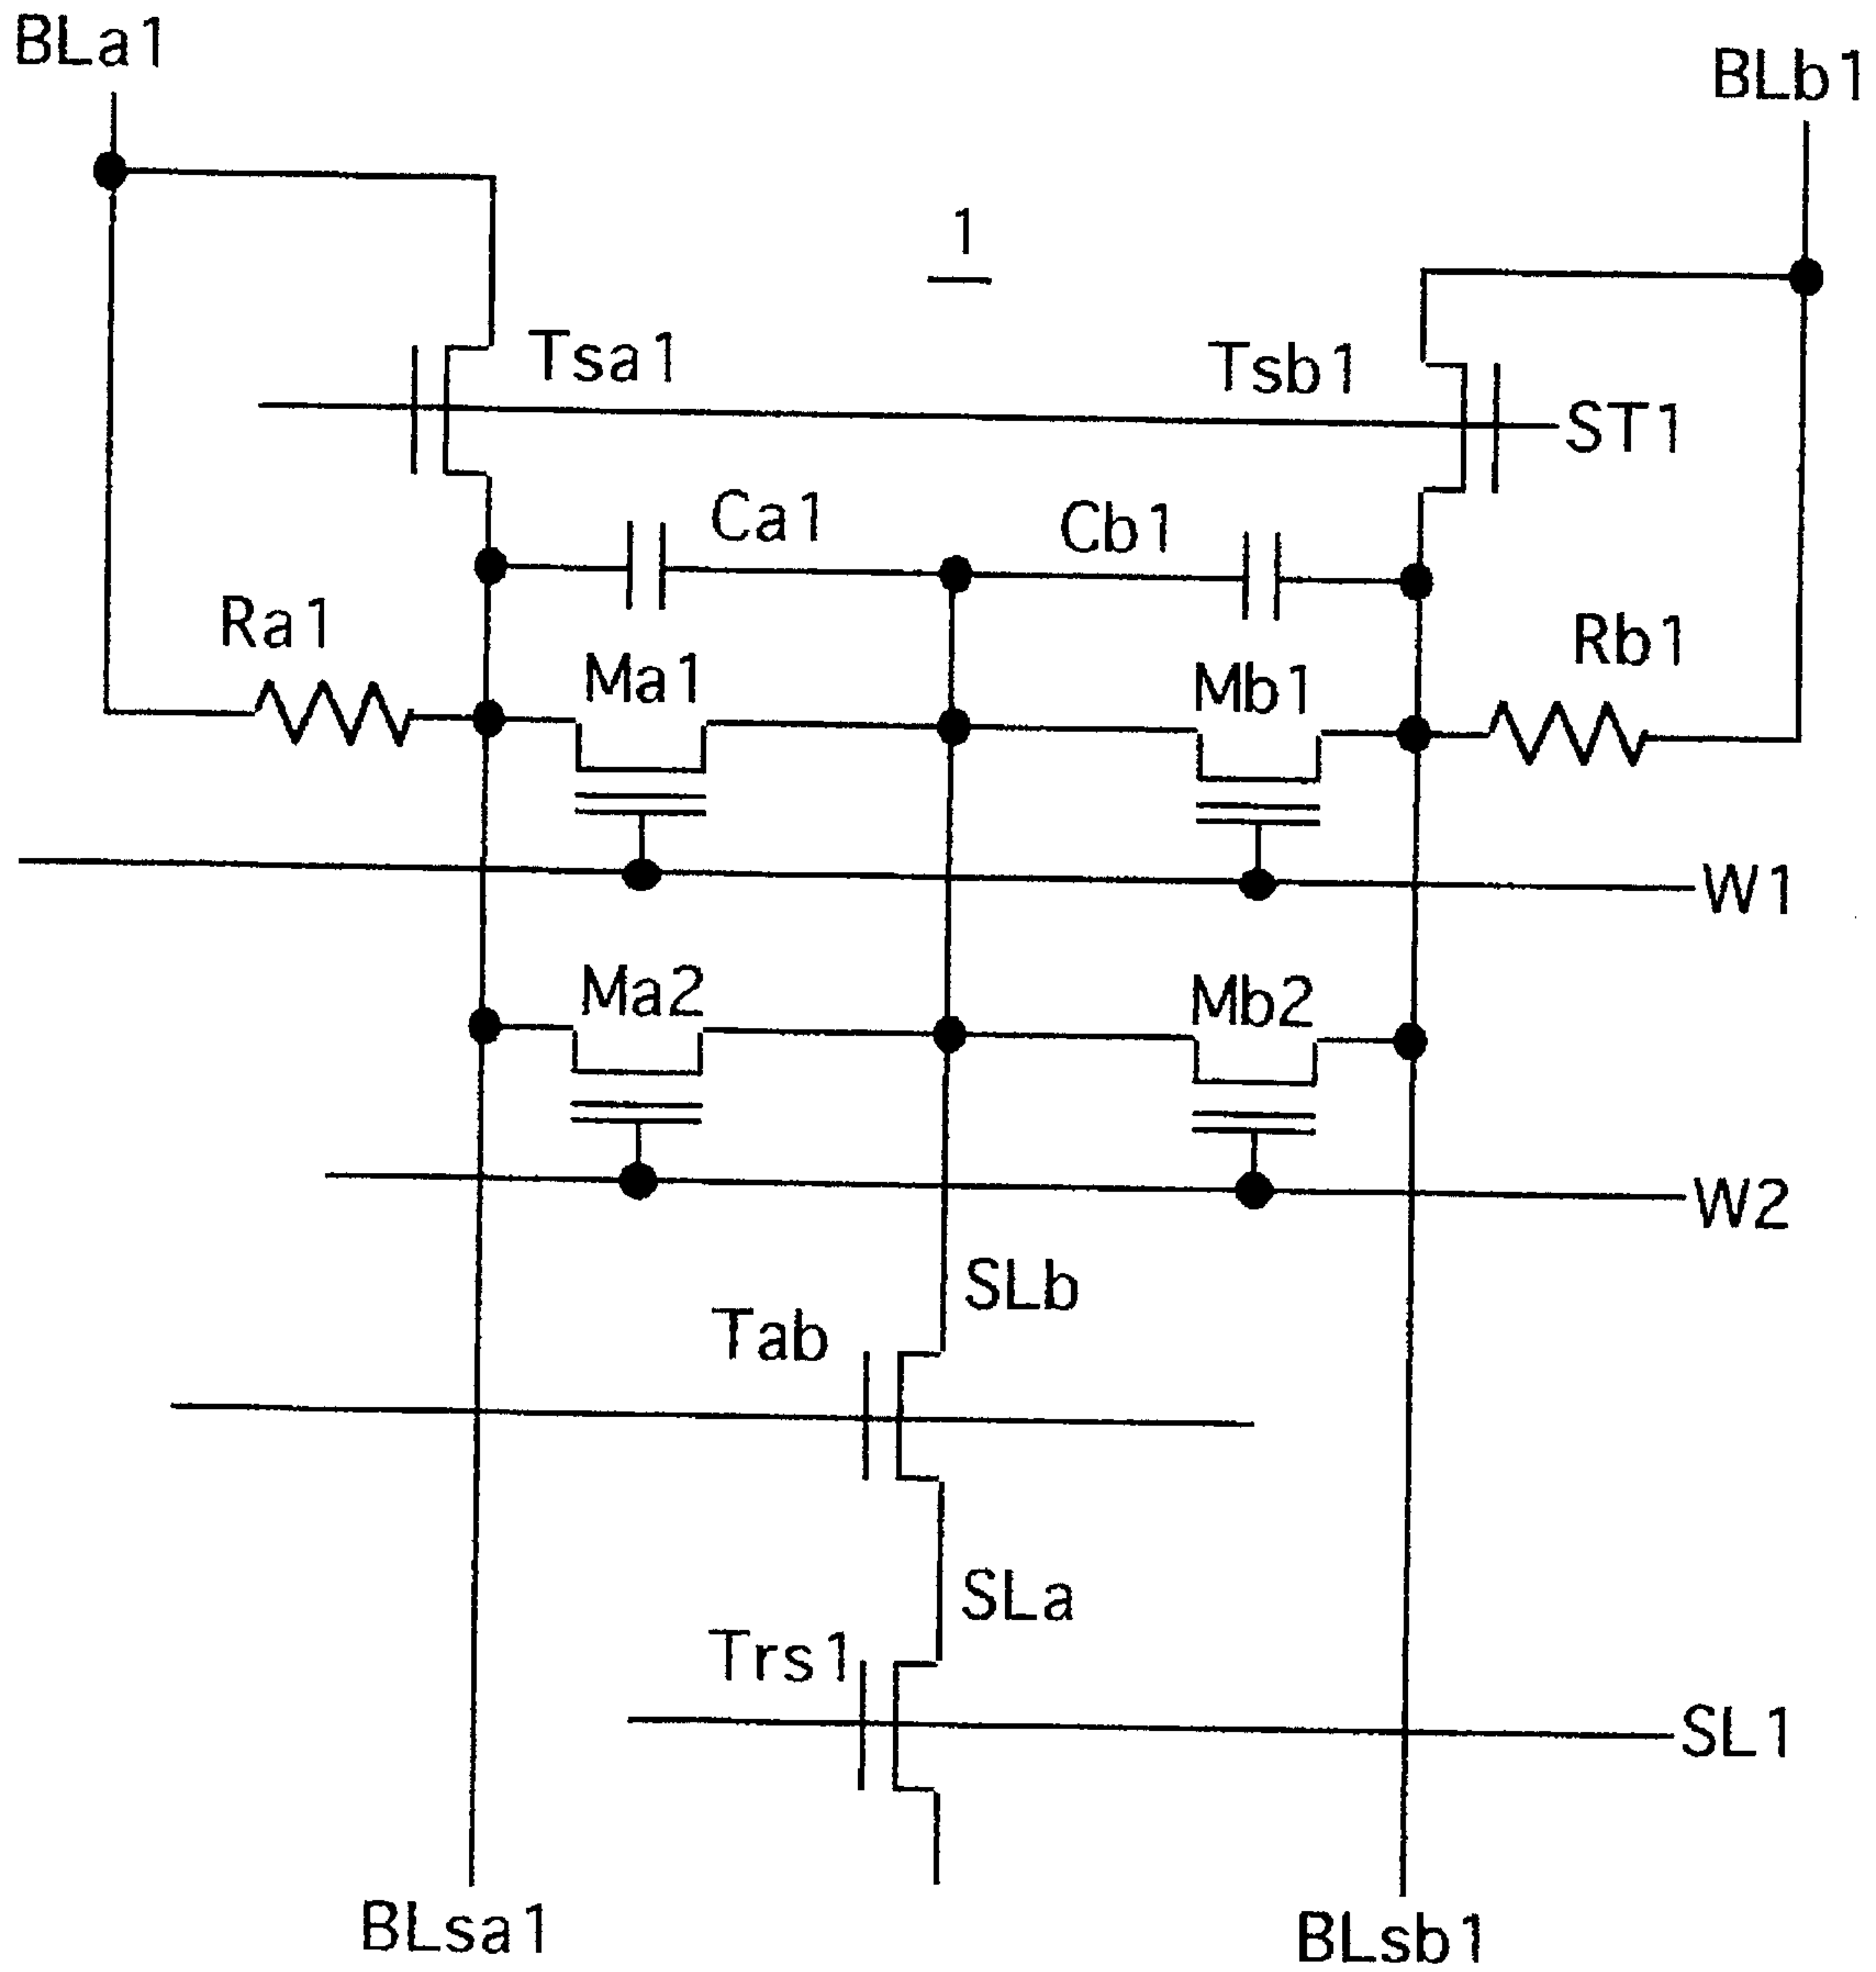 BLa1
BLb1
1
Tsa1
Tsb1
ST1
Ca1
Cb1
Ra1
Rb1
Ma1
Mb1
W1
Ma2
Mb2
W2
SLb
Tab
SLa
Trs1
SL1
BLsa1
BLsb1